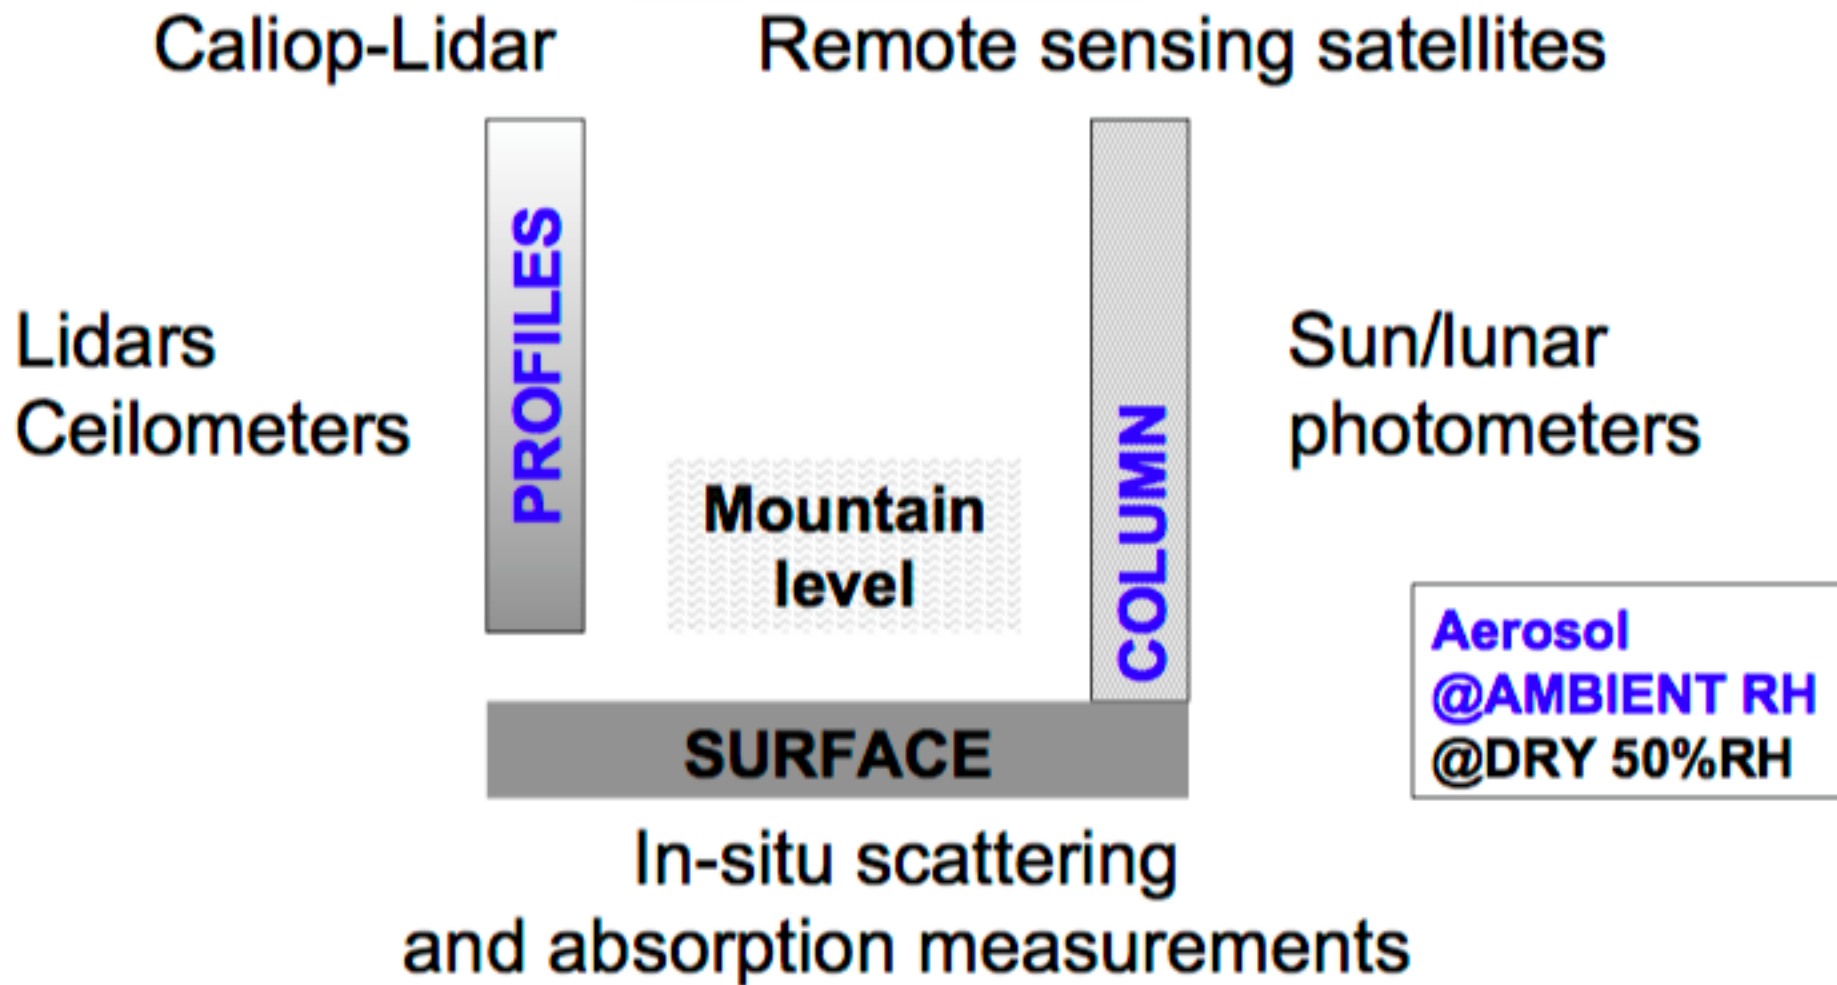 Caliop-Lidar
Remote sensing satellites
PROFILES
Lidars
Ceilometers
Mountain
level
COLUMN
Sun/lunar
photometers
Aerosol
@AMBIENT RH
@DRY 50%RH
SURFACE
In-situ scattering
and absorption measurements